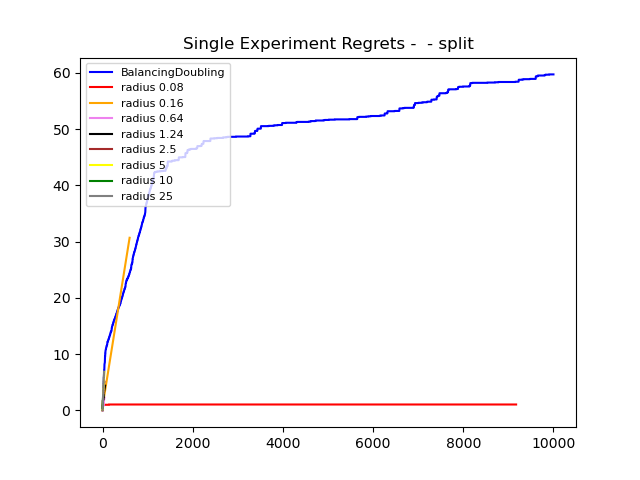 Single Experiment Regrets -  - split
BalancingDoubling
radius 0.08
radius 0.16
radius 0.64
radius 1.24
radius 2.5
radius 5
radius 10
radius 25
60
50
40
30
20
10
0
0 2000 4000 6000 8000 10000